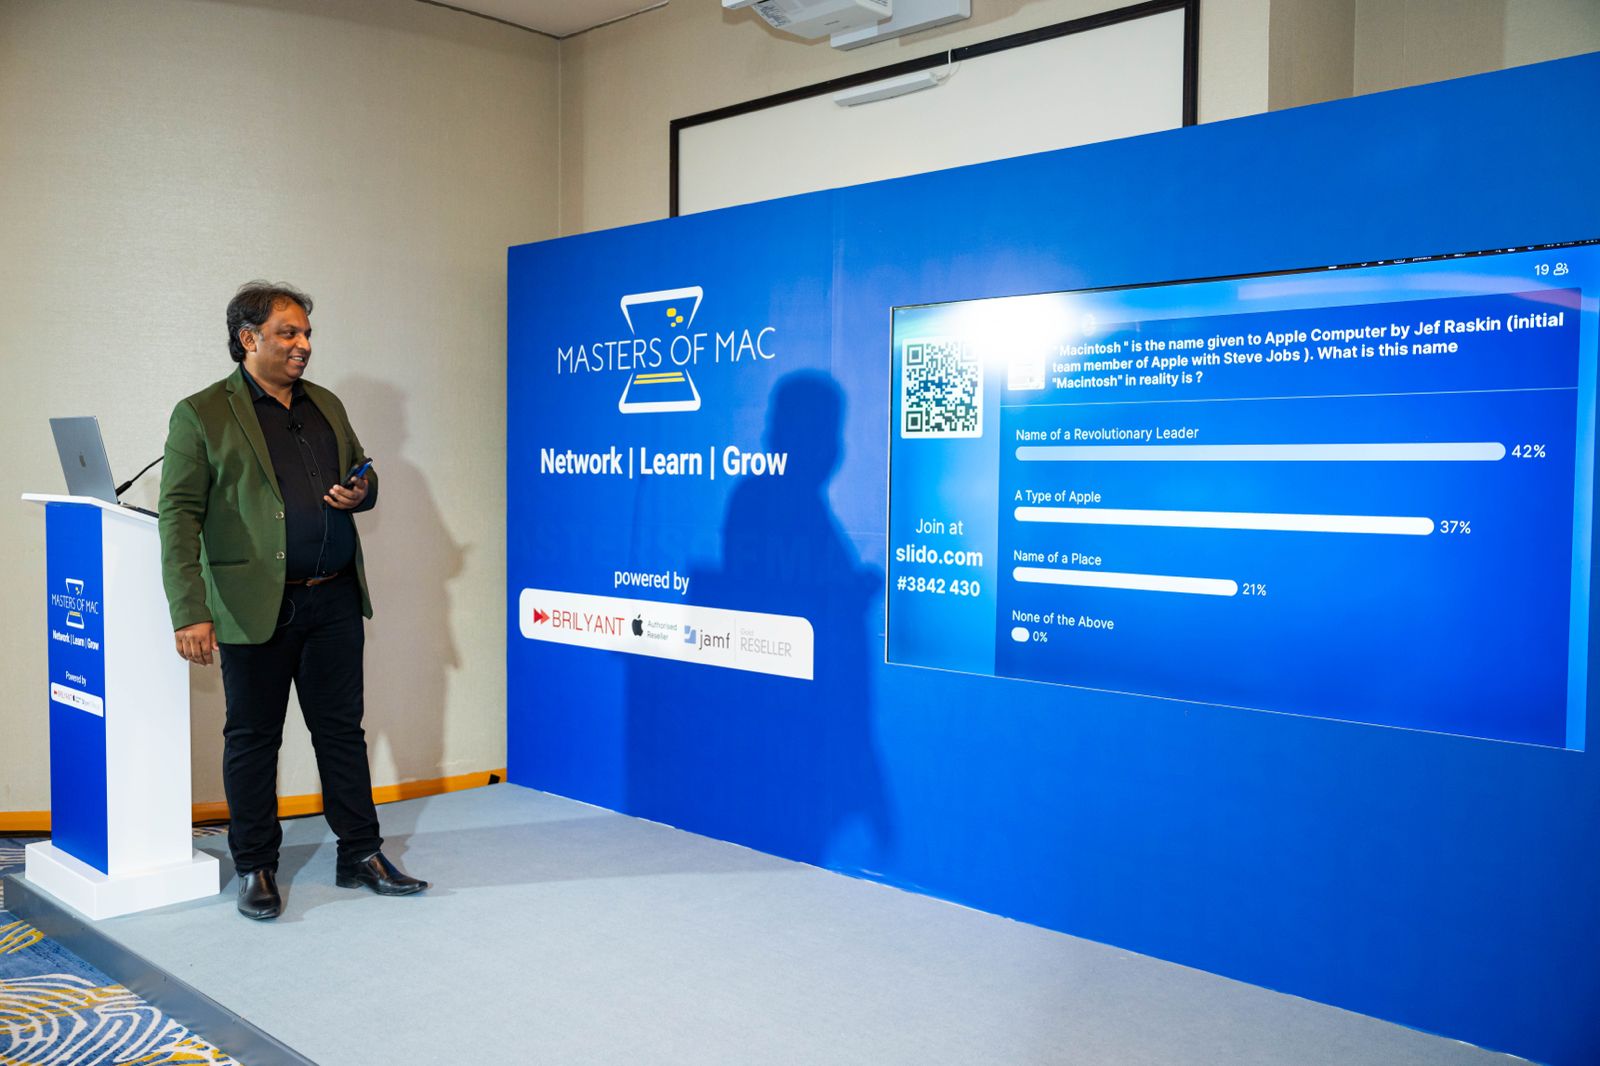 MASTERS OF MAC
Network | Learn | Grow
powered by
BRILYANT
Authorised
Reseller
jamf
Gold
RESELLER
MASTERS OF MAC
Network | Learn | Grow
Powered by
BRILYANT
19
"Macintosh " is the name given to Apple Computer by Jef Raskin (initial
team member of Apple with Steve Jobs ). What is this name
"Macintosh" in reality is ?
Name of a Revolutionary Leader
42%
A Type of Apple
37%
Name of a Place
21%
None of the Above
0%
Join at
slido.com
#3842 430